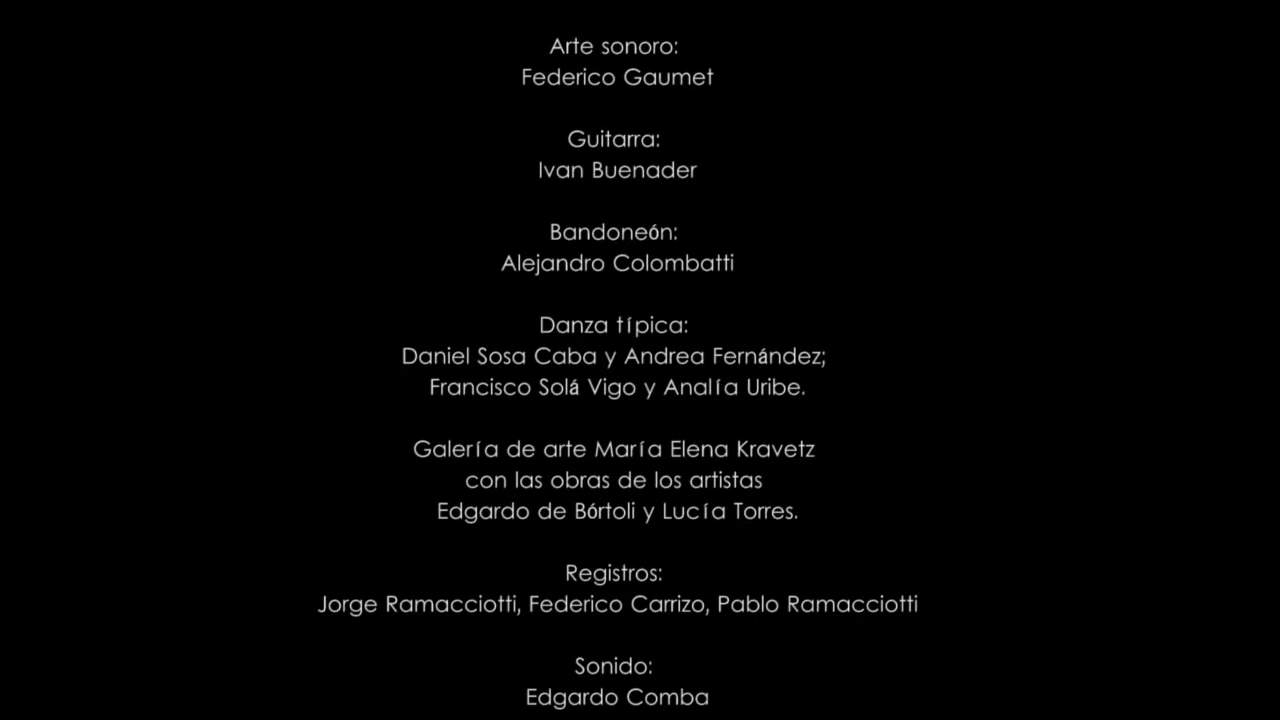 Arte sonoro:
Federico Gaumet
Guitarra:
Ivan Buenader
Bandoneón:
Alejandro Colombatti
Danza típica:
Daniel Sosa Caba y Andrea Fernández;
Francisco Solá Vigo y Analía Uribe.
Galería de arte María Elena Kravetz
con las obras de los artistas
Edgardo de Bórtoli y Lucía Torres.
Registros:
Jorge Ramacciotti, Federico Carrizo, Pablo Ramacciotti
Sonido:
Edgardo Comba